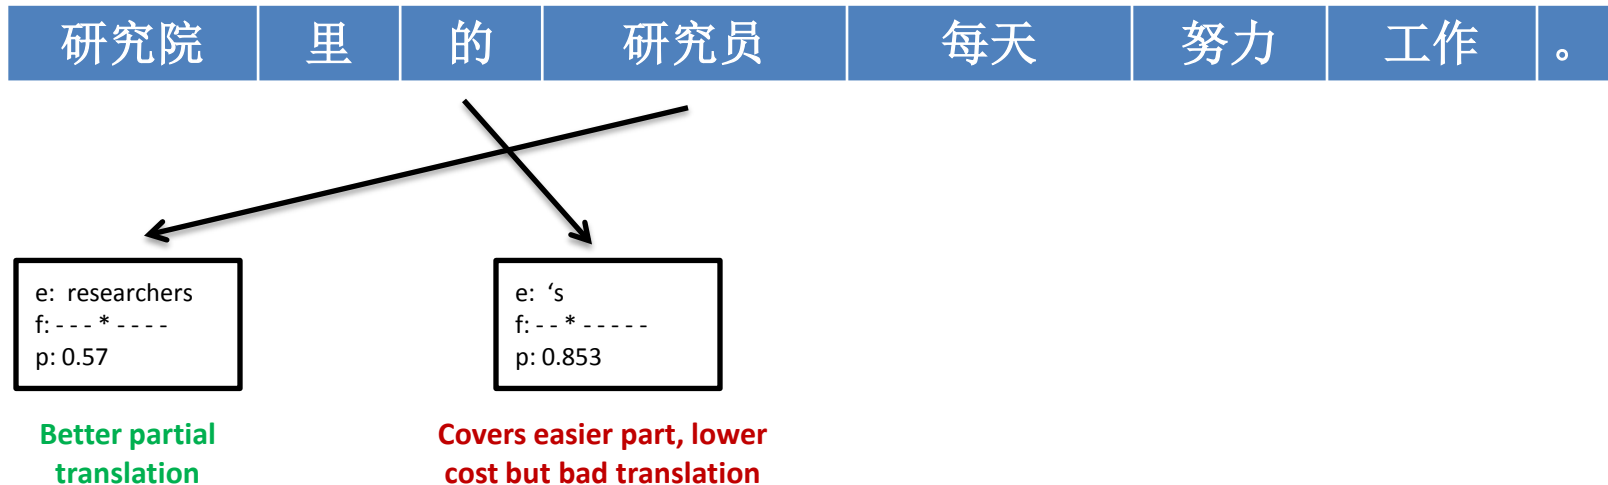 研究院 里 的 研究员 每天 努力 工作 。
e: researchers
f: - - - * - - - -
p: 0.57
e: ‘s
f: - - * - - - - -
p: 0.853
Better partial
translation
Covers easier part, lower
cost but bad translation